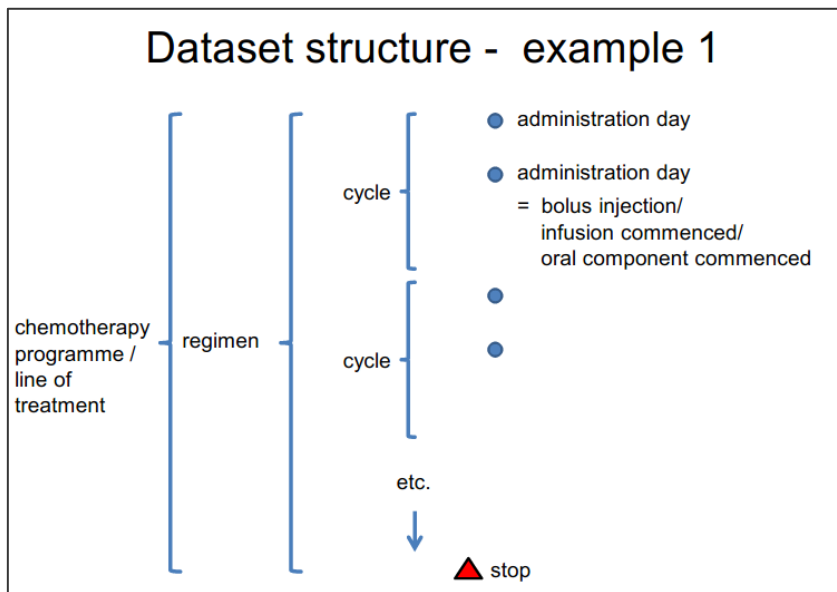 Dataset structure - example 1
administration day
administration day
cycle
= bolus injection/
infusion commenced/
oral component commenced
chemotherapy
programme /
line of
treatment
regimen
cycle
etc.
stop